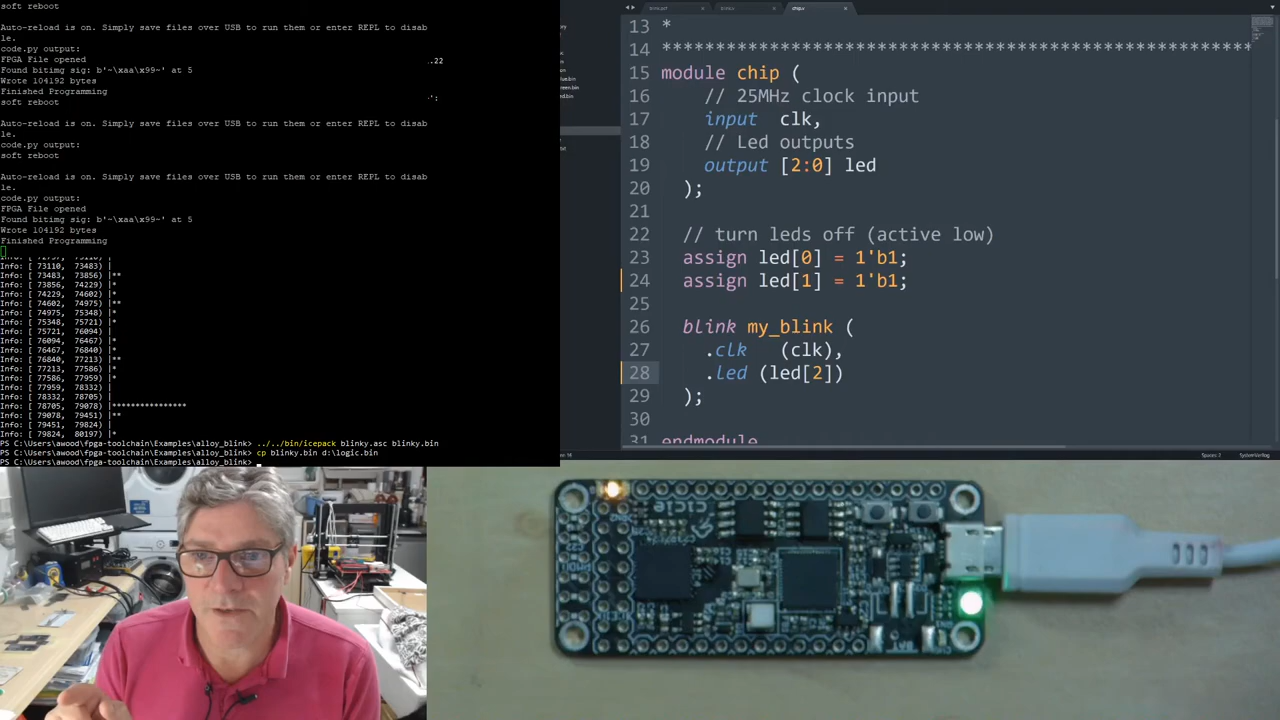 soft reboot
Auto-reload is on. Simply save files over USB to run them or enter REPL to disab
le.
code.py output:
FPGA File opened
Found bitimg sig: b'~\xaa\x99~' at 5
Wrote 104192 bytes
Finished Programming
soft reboot
Auto-reload is on. Simply save files over USB to run them or enter REPL to disab
le.
code.py output:
soft reboot
Auto-reload is on. Simply save files over USB to run them or enter REPL to disab
le.
code.py output:
FPGA File opened
Found bitimg sig: b'~\xaa\x99~' at 5
Wrote 104192 bytes
Finished Programming
Info: [ 73110, 73483) |
Info: [ 73483, 73856) |**
Info: [ 73856, 74229) |*
Info: [ 74229, 74602) |*
Info: [ 74602, 74975) |**
Info: [ 74975, 75348) |*
Info: [ 75348, 75721) |*
Info: [ 75721, 76094) |
Info: [ 76094, 76467) |*
Info: [ 76467, 76840) |*
Info: [ 76840, 77213) |**
Info: [ 77213, 77586) |*
Info: [ 77586, 77959) |*
Info: [ 77959, 78332) |
Info: [ 78332, 78705) |
Info: [ 78705, 79078) |****************
Info: [ 79078, 79451) |**
Info: [ 79451, 79824) |
Info: [ 79824, 80197) |*
PS C:\Users\awood\fpga-toolchain\Examples\alloy_blink> ../../bin/icepack blinky.asc blinky.bin
PS C:\Users\awood\fpga-toolchain\Examples\alloy_blink> cp blinky.bin d:\logic.bin
PS C:\Users\awood\fpga-toolchain\Examples\alloy_blink>
.22
':
chip.v
13 *
14 *******************************************************
15 module chip (
16 // 25MHz clock input
17 input clk,
18 // Led outputs
19 output [2:0] led
20 );
21
22 // turn leds off (active low)
23 assign led[0] = 1'b1;
24 assign led[1] = 1'b1;
25
26 blink my_blink (
27 .clk (clk),
28 .led (led[2])
29 );
30
31 endmodule
BAT